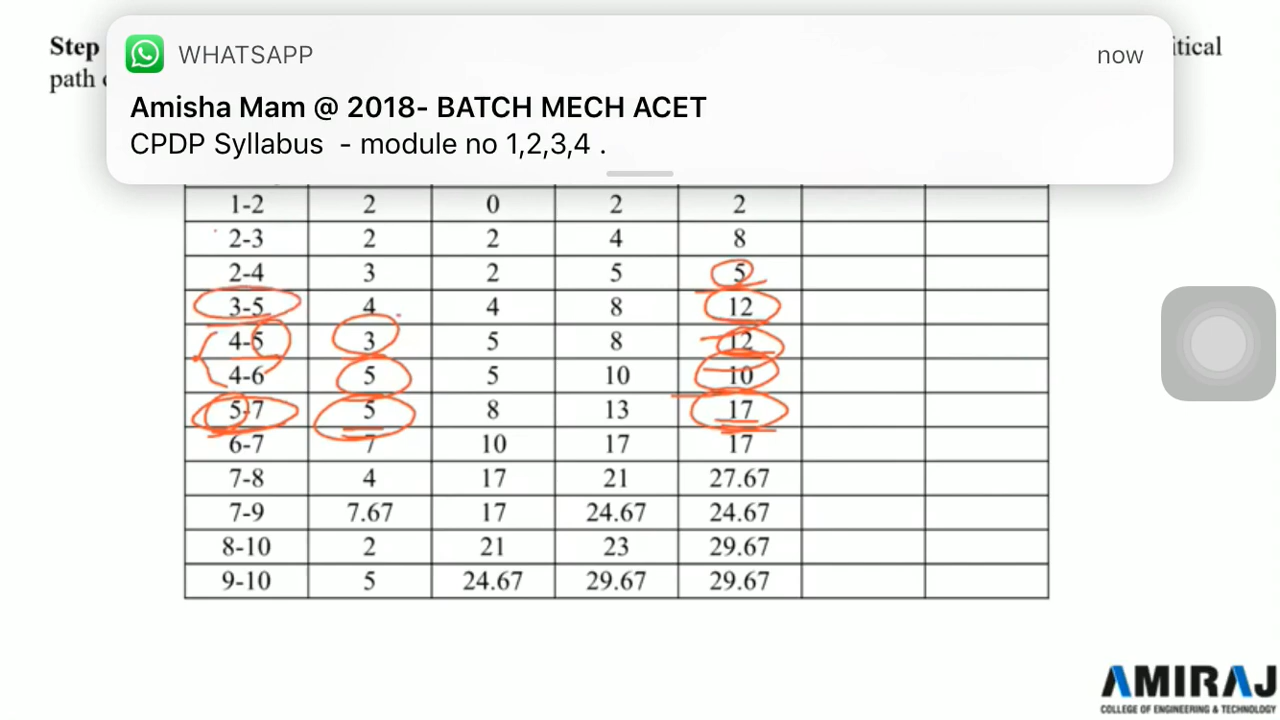 Step
WHATSAPP now
itical
path
Amisha Mam @ 2018- BATCH MECH ACET
CPDP Syllabus - module no 1,2,3,4 .
1-2 2 0 2 2
2-3 2 2 4 8
2-4 3 2 5 5
3-5 4 4 8 12
4-5 3 5 8 12
4-6 5 5 10 10
5-7 5 8 13 17
6-7 7 10 17 17
7-8 4 17 21 27.67
7-9 7.67 17 24.67 24.67
8-10 2 21 23 29.67
9-10 5 24.67 29.67 29.67
AMIRAJ
COLLEGE OF ENGINEERING & TECHNOLOGY